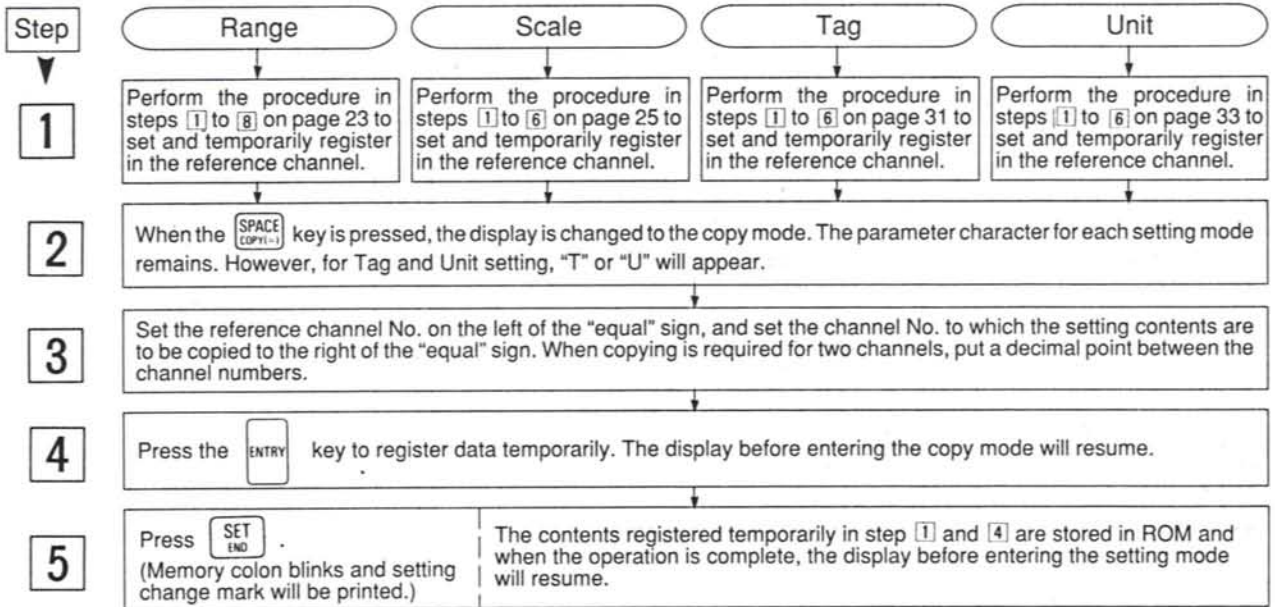 Step
Range
Scale
Tag
Unit
1
Perform the procedure in
steps 1 to 8 on page 23 to
set and temporarily register
in the reference channel.
Perform the procedure in
steps 1 to 6 on page 25 to
set and temporarily register
in the reference channel.
Perform the procedure in
steps 1 to 6 on page 31 to
set and temporarily register
in the reference channel.
Perform the procedure in
steps 1 to 6 on page 33 to
set and temporarily register
in the reference channel.
2
When the SPACE COPY(=) key is pressed, the display is changed to the copy mode. The parameter character for each setting mode
remains. However, for Tag and Unit setting, “T” or “U” will appear.
3
Set the reference channel No. on the left of the “equal” sign, and set the channel No. to which the setting contents are
to be copied to the right of the “equal” sign. When copying is required for two channels, put a decimal point between the
channel numbers.
4
Press the ENTRY key to register data temporarily. The display before entering the copy mode will resume.
5
Press SET END .
(Memory colon blinks and setting
change mark will be printed.)
The contents registered temporarily in step 1 and 4 are stored in ROM and
when the operation is complete, the display before entering the setting mode
will resume.